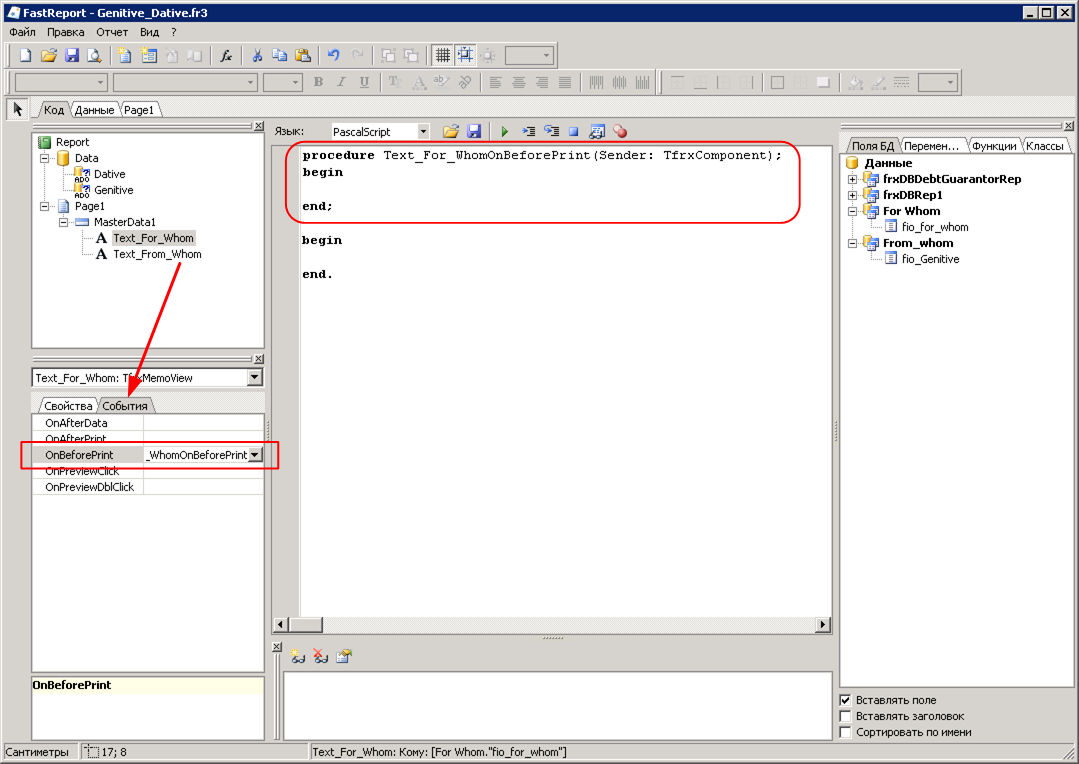 FastReport - Genitive_Dative.fr3
Файл Правка Отчет Вид ?
Код Данные Page1
Report
Data
Dative
Genitive
Page1
MasterData1
Text_For_Whom
Text_From_Whom
Text_For_Whom: TfrxMemoView
Свойства События
OnAfterData
OnAfterPrint
OnBeforePrint _WhomOnBeforePrint
OnPreviewClick
OnPreviewDblClick
OnBeforePrint
Язык: PascalScript
procedure Text_For_WhomOnBeforePrint(Sender: TfrxComponent);
begin
end;
begin
end.
Поля БД Перемен... Функции Классы
Данные
frxDBDebtGuarantorRep
frxDBRep1
For Whom
fio_for_whom
From_whom
fio_Genitive
Вставлять поле
Вставлять заголовок
Сортировать по имени
Сантиметры 17; 8 Text_For_Whom: Кому: [For Whom."fio_for_whom"]